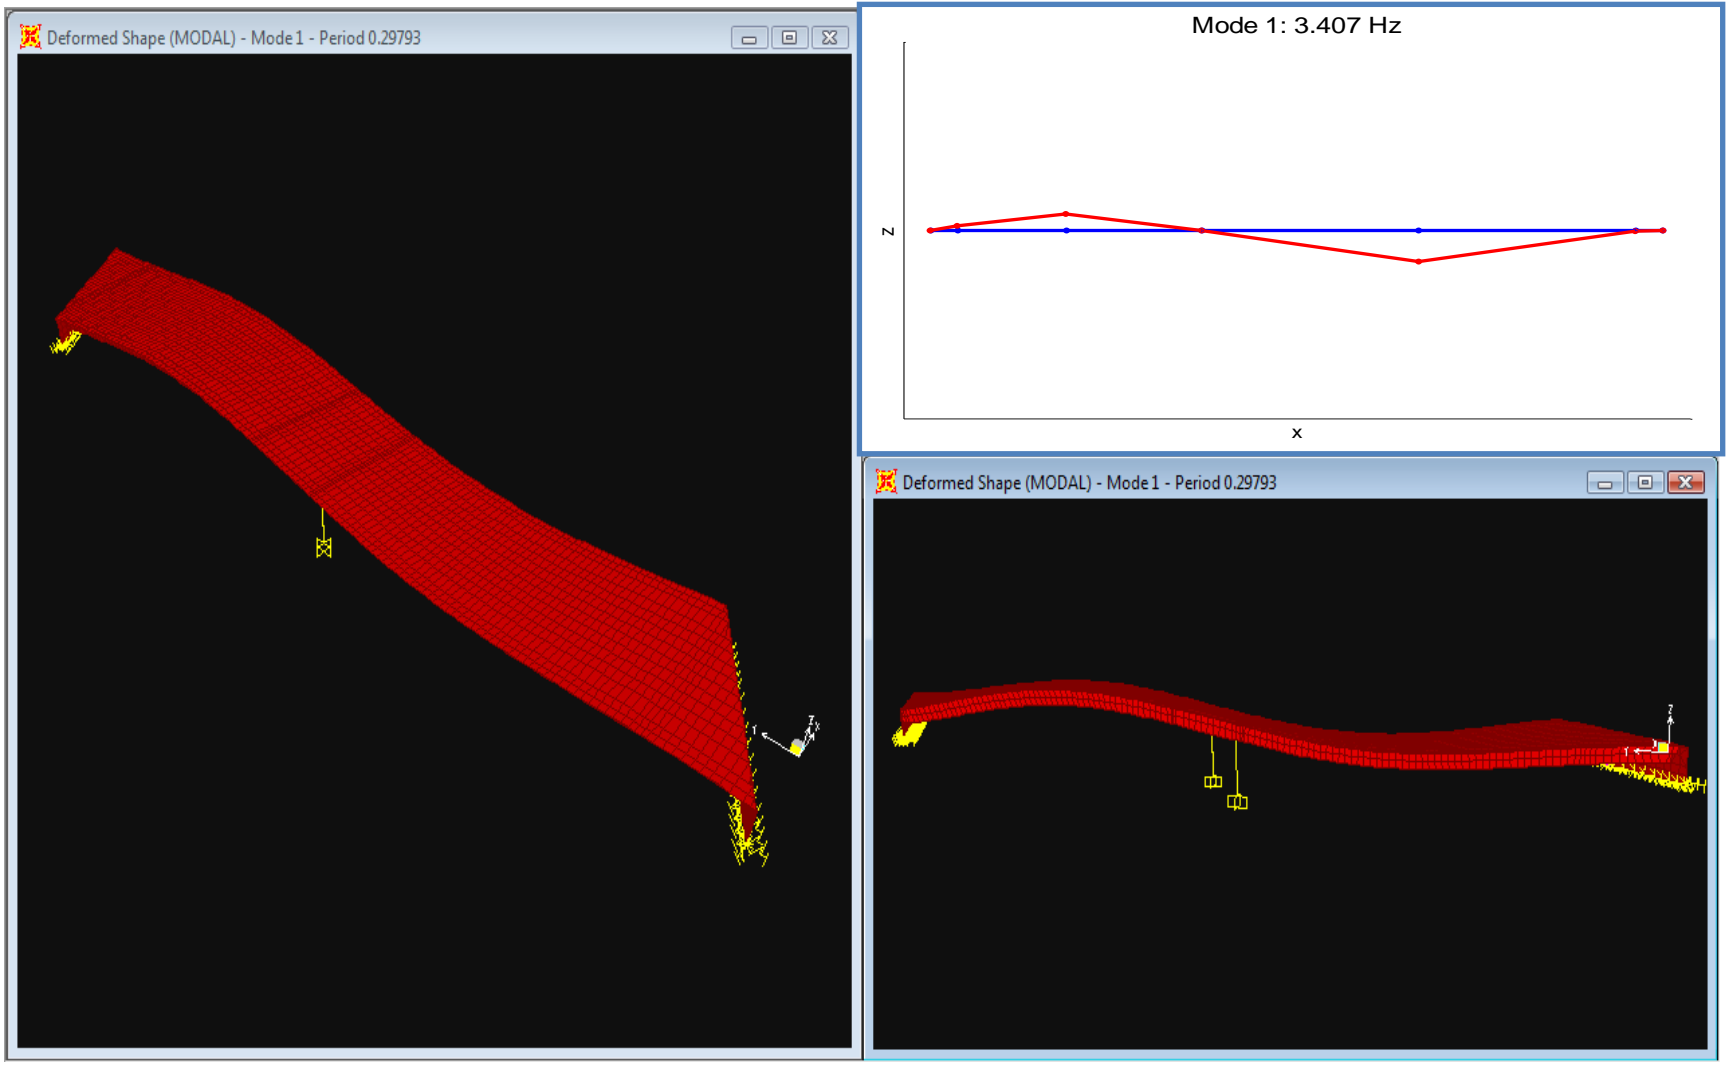 Deformed Shape (MODAL) - Mode 1 - Period 0.29793
Mode 1: 3.407 Hz
z
x
Deformed Shape (MODAL) - Mode 1 - Period 0.29793
Z